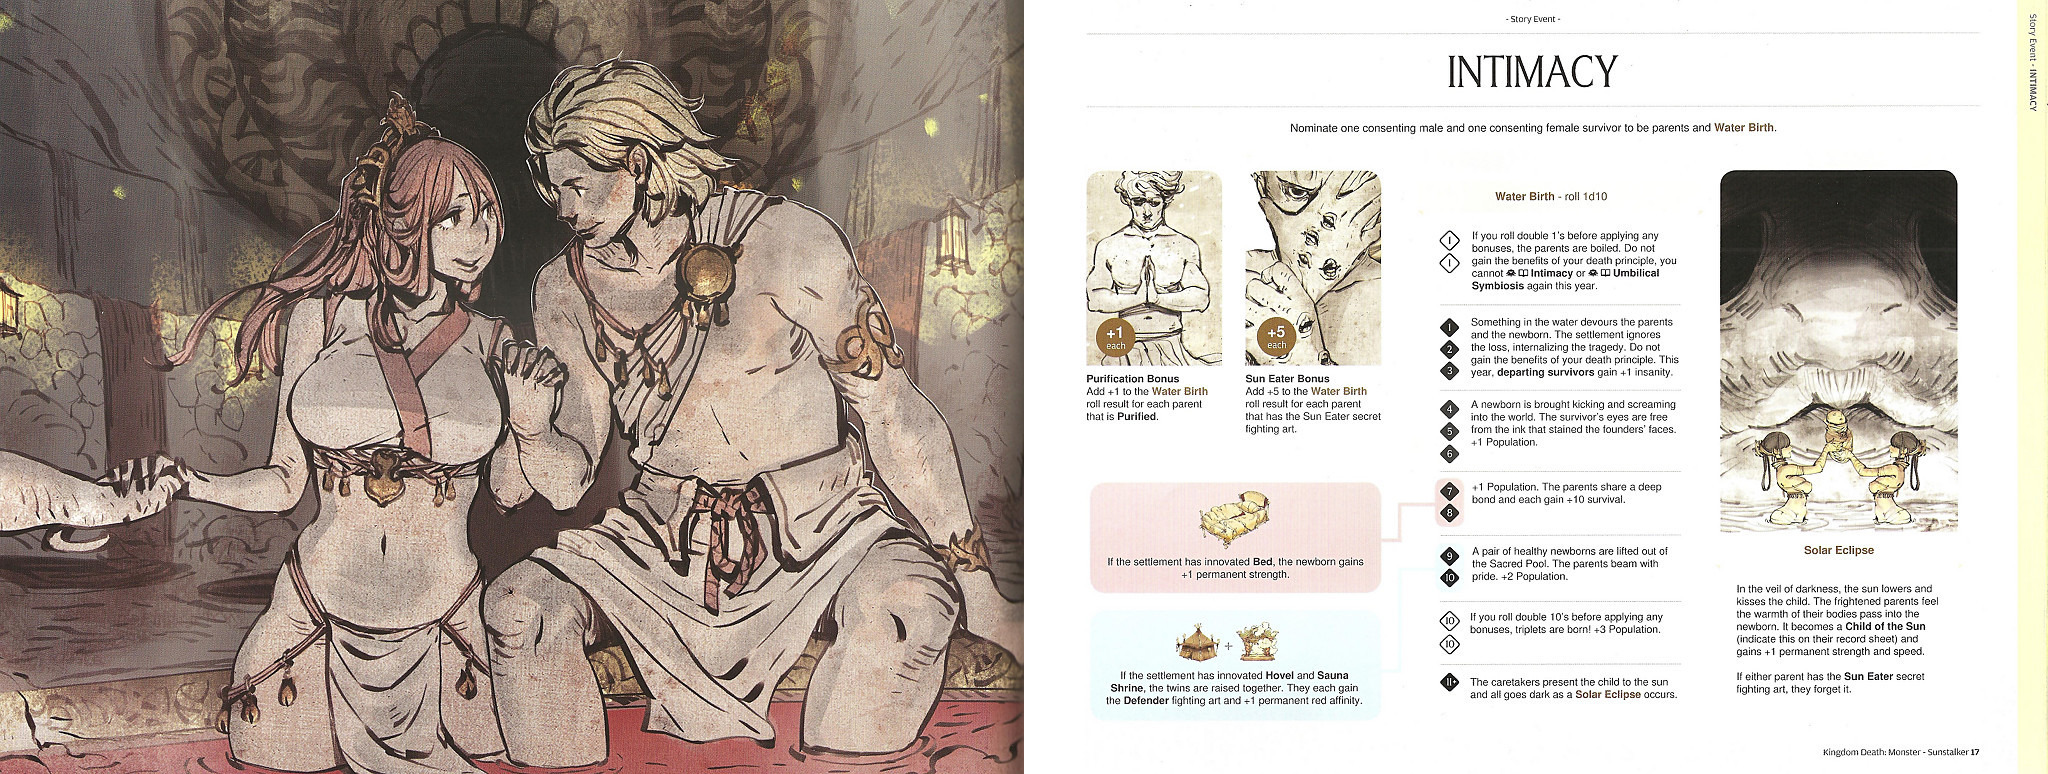 - Story Event -
INTIMACY
Nominate one consenting male and one consenting female survivor to be parents and Water Birth.
+1
each
Purification Bonus
Add +1 to the Water Birth
roll result for each parent
that is Purified.
+5
each
Sun Eater Bonus
Add +5 to the Water Birth
roll result for each parent
that has the Sun Eater secret
fighting art.
If the settlement has innovated Bed, the newborn gains
+1 permanent strength.
+
If the settlement has innovated Hovel and Sauna
Shrine, the twins are raised together. They each gain
the Defender fighting art and +1 permanent red affinity.
Water Birth - roll 1d10
1
1
If you roll double 1's before applying any
bonuses, the parents are boiled. Do not
gain the benefits of your death principle, you
cannot Intimacy or Umbilical
Symbiosis again this year.
1
2
3
Something in the water devours the parents
and the newborn. The settlement ignores
the loss, internalizing the tragedy. Do not
gain the benefits of your death principle. This
year, departing survivors gain +1 insanity.
4
5
6
A newborn is brought kicking and screaming
into the world. The survivor's eyes are free
from the ink that stained the founders' faces.
+1 Population.
7
8
+1 Population. The parents share a deep
bond and each gain +10 survival.
9
10
A pair of healthy newborns are lifted out of
the Sacred Pool. The parents beam with
pride. +2 Population.
10
10
If you roll double 10's before applying any
bonuses, triplets are born! +3 Population.
11+
The caretakers present the child to the sun
and all goes dark as a Solar Eclipse occurs.
Solar Eclipse
In the veil of darkness, the sun lowers and
kisses the child. The frightened parents feel
the warmth of their bodies pass into the
newborn. It becomes a Child of the Sun
(indicate this on their record sheet) and
gains +1 permanent strength and speed.
If either parent has the Sun Eater secret
fighting art, they forget it.
Kingdom Death: Monster - Sunstalker 17
Story Event - INTIMACY